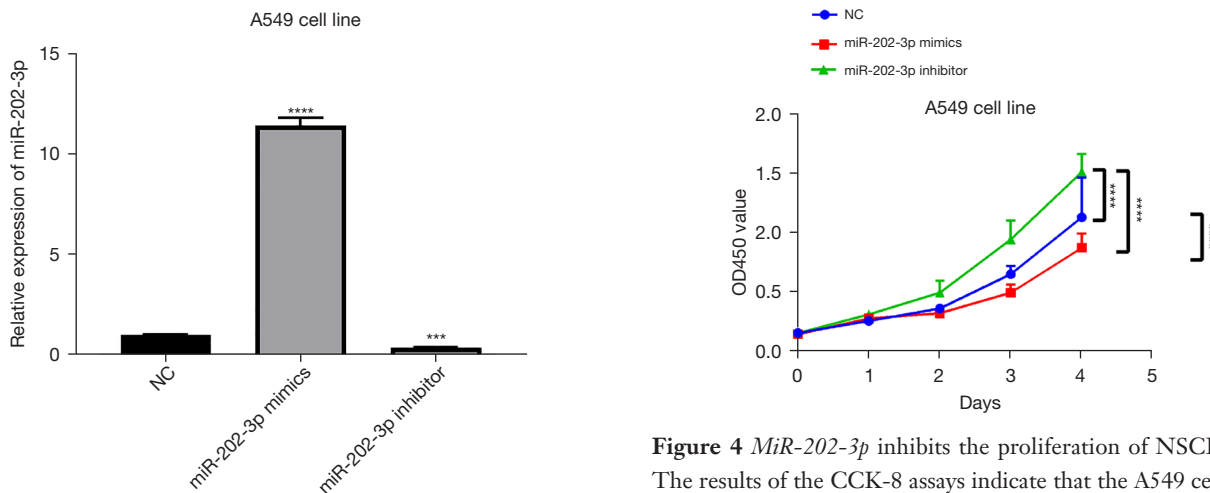 A549 cell line
Relative expression of miR-202-3p
15
10
5
0
****
***
NC
miR-202-3p mimics
miR-202-3p inhibitor
NC
miR-202-3p mimics
miR-202-3p inhibitor
A549 cell line
OD450 value
2.0
1.5
2.0
0.5
0.0
0
1
2
3
4
5
Days
****
****
Figure 4 MiR-202-3p inhibits the proliferation of NSCI
The results of the CCK-8 assays indicate that the A549 ce